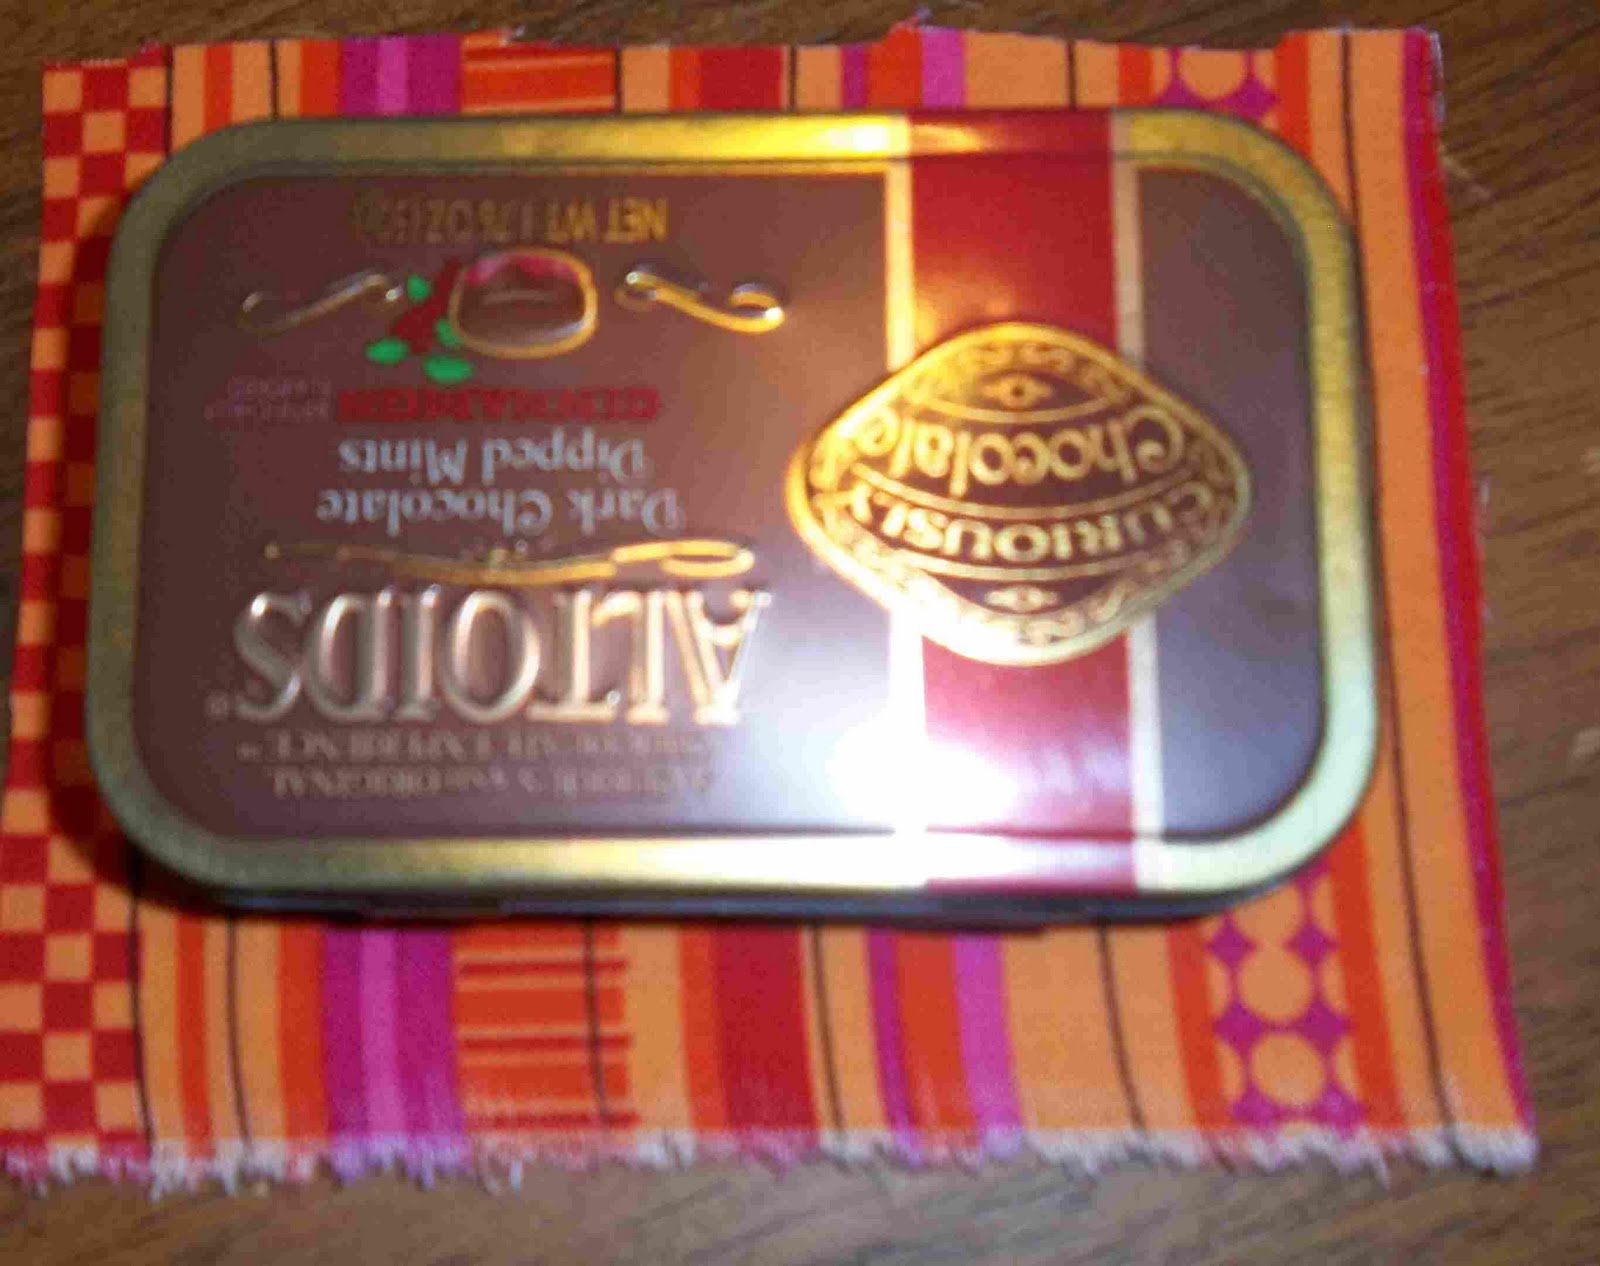 ALTOIDS®
Dark Chocolate
Dipped Mints
CINNAMON
NET WT 1.76 OZ
CURIOUSLY
Chocolate